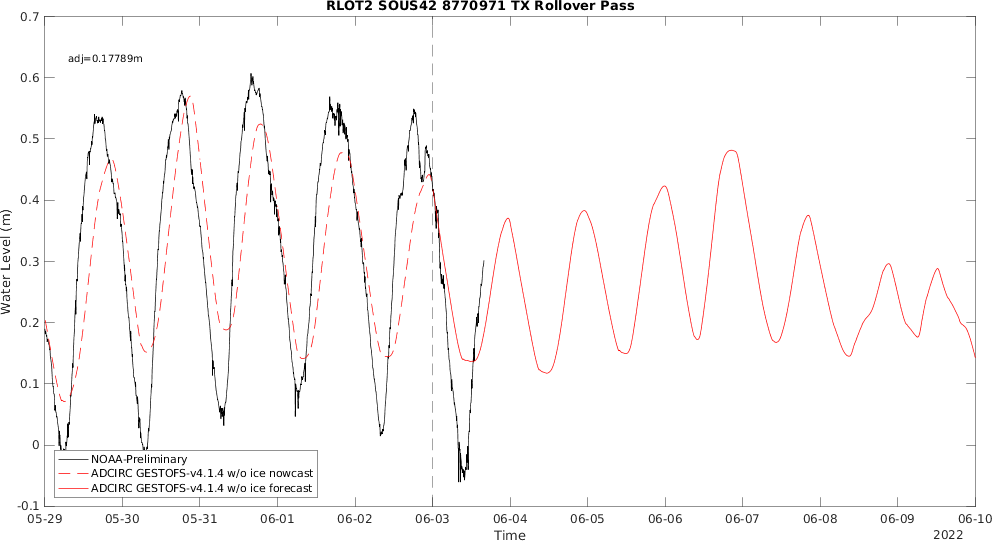 RLOT2 SOUS42 8770971 TX Rollover Pass
adj=0.17789m
Water Level (m)
0.7
0.6
0.5
0.4
0.3
0.2
0.1
0
-0.1
NOAA-Preliminary
ADCIRC GESTOFS-v4.1.4 w/o ice nowcast
ADCIRC GESTOFS-v4.1.4 w/o ice forecast
05-29 05-30 05-31 06-01 06-02 06-03 06-04 06-05 06-06 06-07 06-08 06-09 06-10
Time
2022